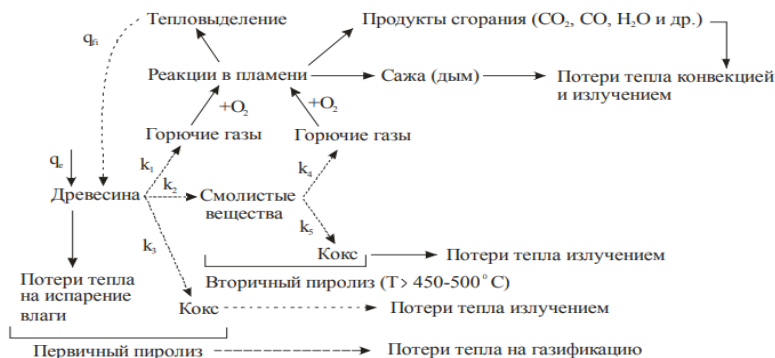 Тепловыделение
Продукты сгорания (CO₂, CO, H₂O и др.)
q_fi
Реакции в пламени
Сажа (дым)
Потери тепла конвекцией
и излучением
+O₂
+O₂
Горючие газы
Горючие газы
q_e
k₁
k₄
k₂
Древесина
Смолистые
вещества
k₅
k₃
Кокс
Потери тепла излучением
Вторичный пиролиз (T> 450-500°C)
Потери тепла
на испарение
влаги
Кокс
Потери тепла излучением
Первичный пиролиз
Потери тепла на газификацию